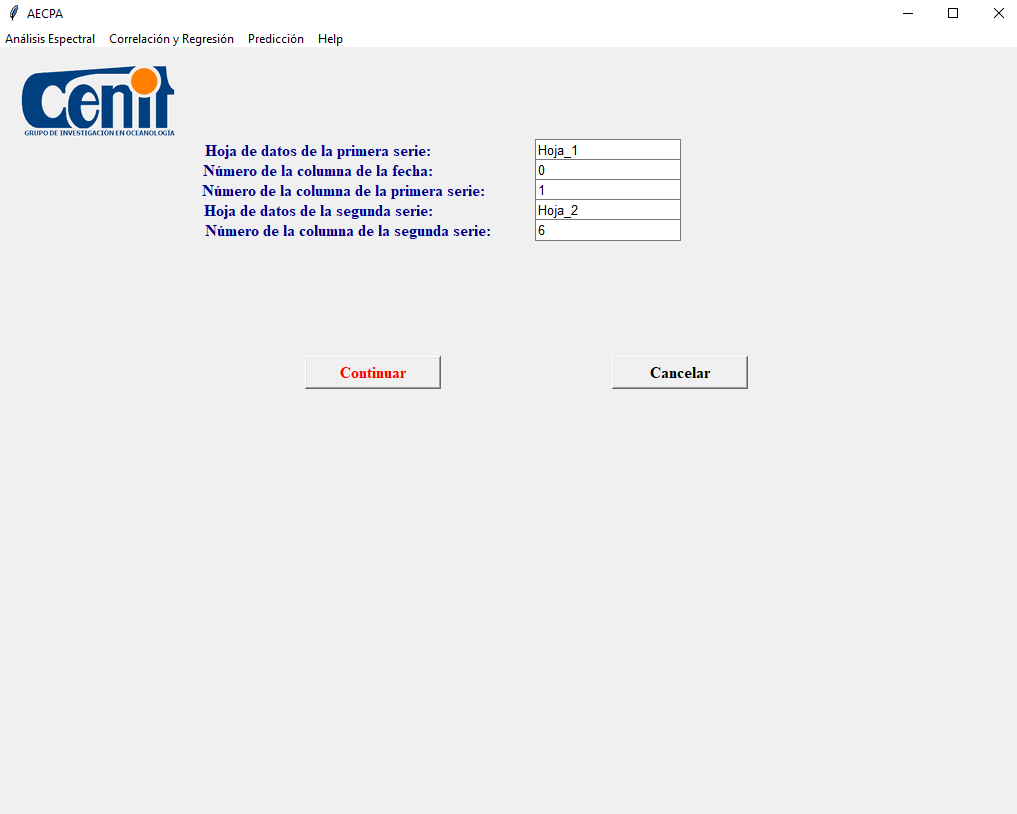 AECPA
Análisis Espectral Correlación y Regresión Predicción Help
Cenit
GRUPO DE INVESTIGACIÓN EN OCEANOLOGÍA
Hoja de datos de la primera serie: Hoja_1
Número de la columna de la fecha: 0
Número de la columna de la primera serie: 1
Hoja de datos de la segunda serie: Hoja_2
Número de la columna de la segunda serie: 6
Continuar Cancelar